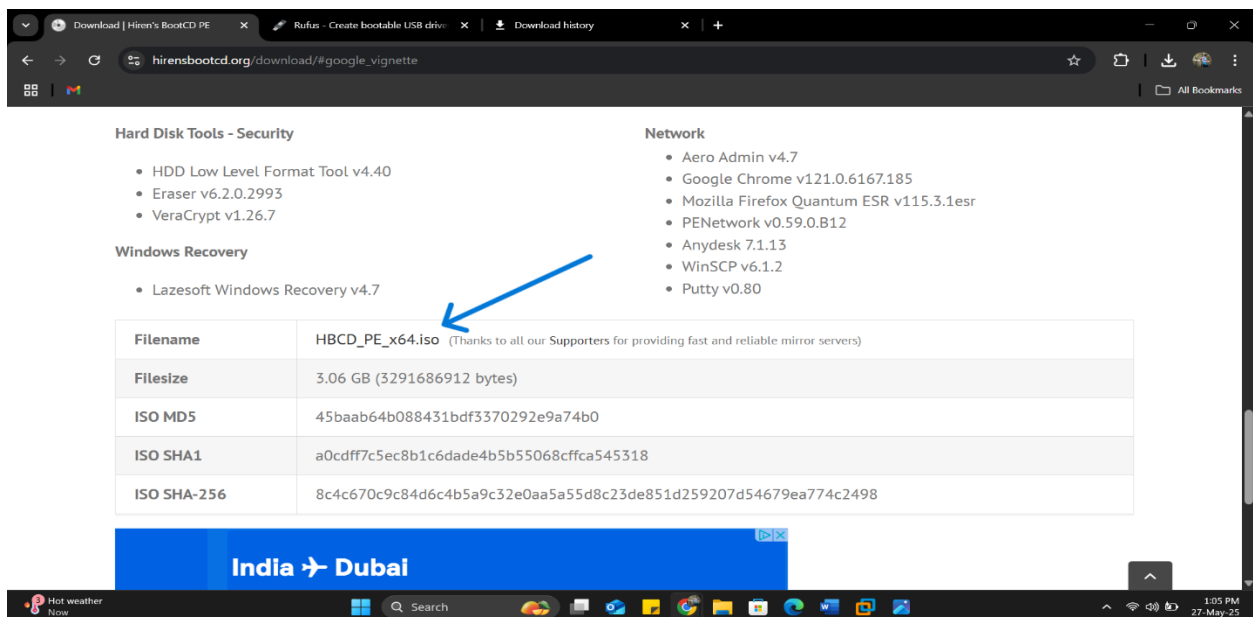 Download | Hiren's BootCD PE
Rufus - Create bootable USB drive
Download history
hirensbootcd.org/download/#google_vignette
All Bookmarks
Hard Disk Tools - Security
HDD Low Level Format Tool v4.40
Eraser v6.2.0.2993
VeraCrypt v1.26.7
Windows Recovery
Lazesoft Windows Recovery v4.7
Network
Aero Admin v4.7
Google Chrome v121.0.6167.185
Mozilla Firefox Quantum ESR v115.3.1esr
PENetwork v0.59.0.B12
Anydesk 7.1.13
WinSCP v6.1.2
Putty v0.80
Filename HBCD_PE_x64.iso (Thanks to all our Supporters for providing fast and reliable mirror servers)
Filesize 3.06 GB (3291686912 bytes)
ISO MD5 45baab64b088431bdf3370292e9a74b0
ISO SHA1 a0cdff7c5ec8b1c6dade4b5b55068cffca545318
ISO SHA-256 8c4c670c9c84d6c4b5a9c32e0aa5a55d8c23de851d259207d54679ea774c2498
India ✈ Dubai
3 Hot weather
Now
Search
1:05 PM
27-May-25